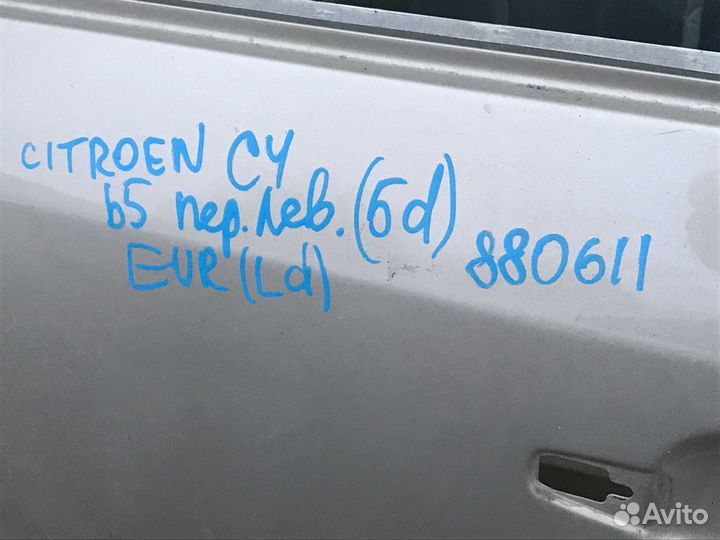 CITROEN C4
b5 пер.лев.(5d) 880611
EUR(Ld)
Avito